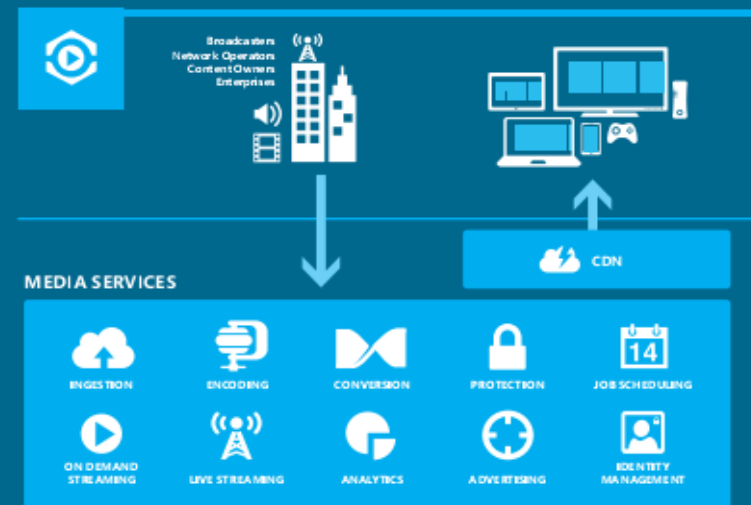 Broadcasters
Network Operators
Content Owners
Enterprises
CDN
MEDIA SERVICES
14
INGESTION
ENCODING
CONVERSION
PROTECTION
JOB SCHEDULING
ON DEMAND
STREAMING
LIVE STREAMING
ANALYTICS
ADVERTISING
IDENTITY
MANAGEMENT